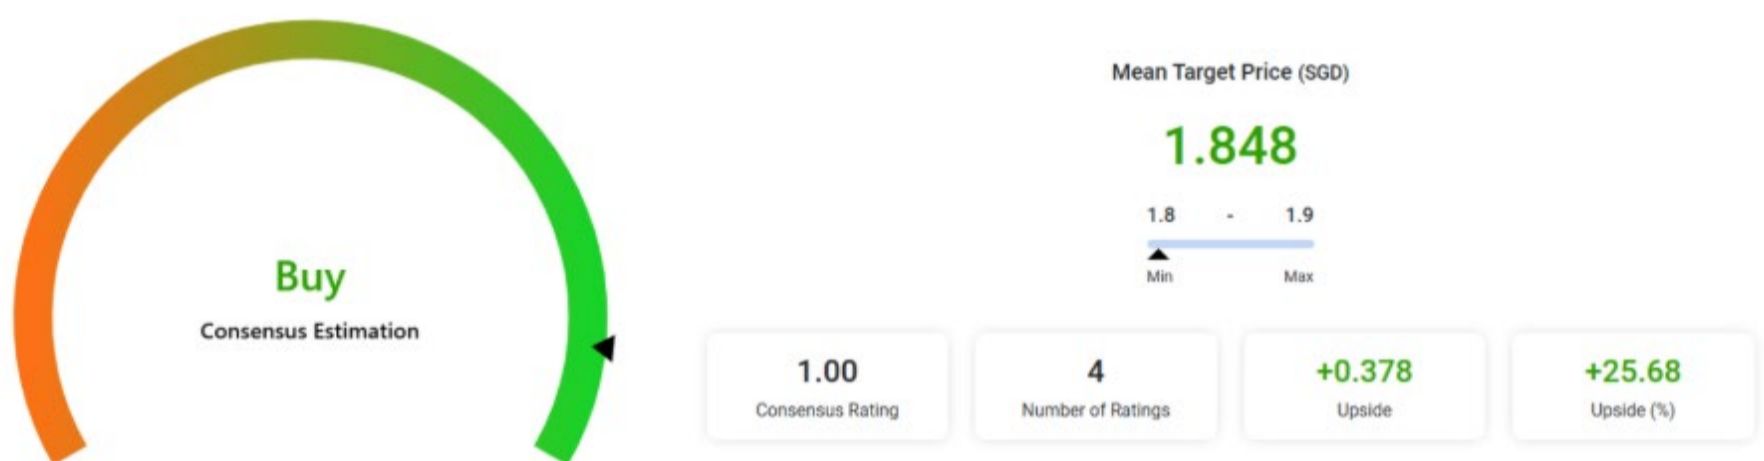 Buy
Consensus Estimation
Mean Target Price (SGD)
1.848
1.8 - 1.9
Min Max
1.00
Consensus Rating
4
Number of Ratings
+0.378
Upside
+25.68
Upside (%)